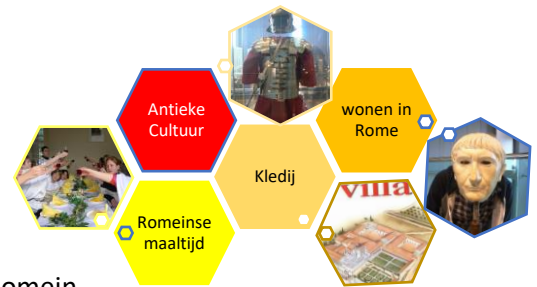 Antieke
Cultuur
wonen in
Rome
Kledij
villa
Romeinse
maaltijd